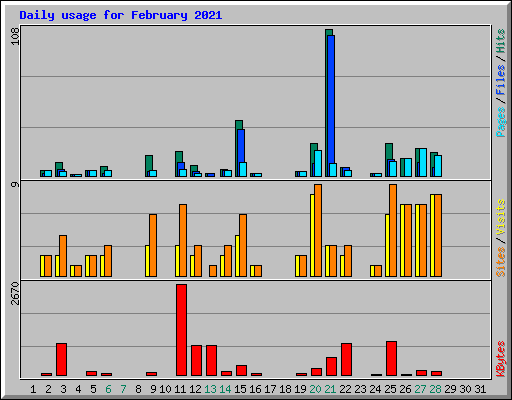 Daily usage for February 2021
108
Pages / Files / Hits
9
Sites / Visits
2670
KBytes
1 2 3 4 5 6 7 8 9 10 11 12 13 14 15 16 17 18 19 20 21 22 23 24 25 26 27 28 29 30 31